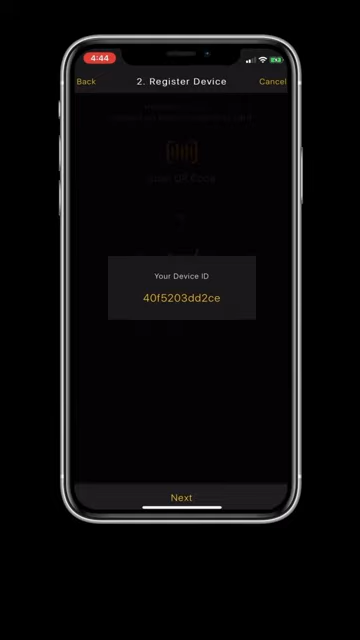 4:44
Back 2. Register Device Cancel
Scan QR Code
Your Device ID
40f5203dd2ce
Next